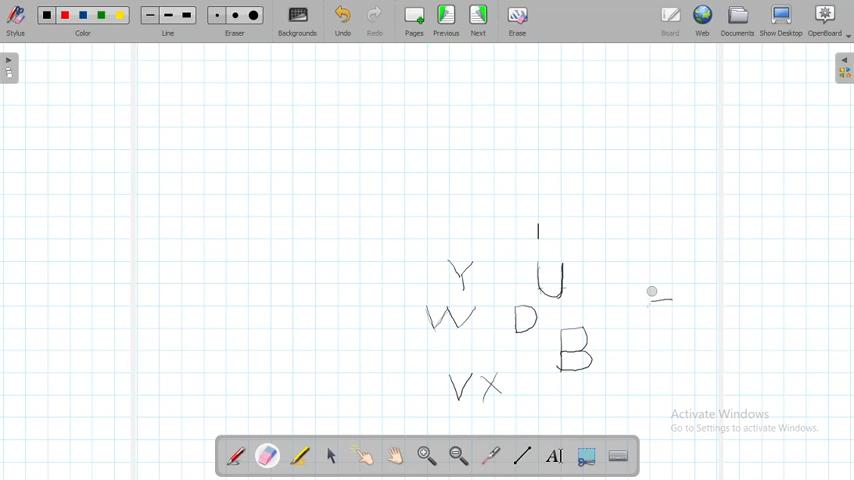 Stylus Color Line Eraser Backgrounds Undo Redo Pages Previous Next Erase Board Web Documents Show Desktop OpenBoard
Y U
W D
B
V X
Activate Windows
Go to Settings to activate Windows.